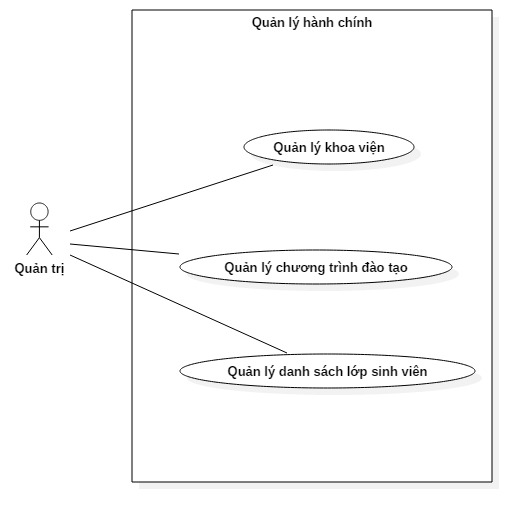 Quản lý hành chính
Quản lý khoa viện
Quản trị
Quản lý chương trình đào tạo
Quản lý danh sách lớp sinh viên